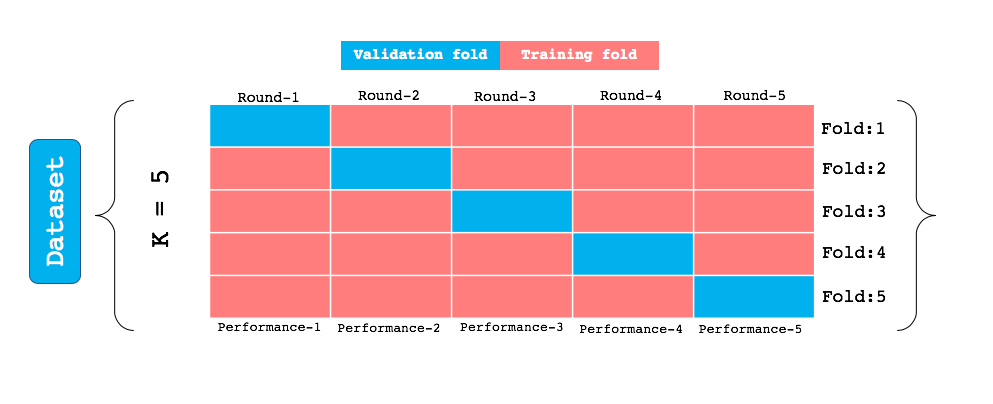 Validation fold Training fold
Round-1 Round-2 Round-3 Round-4 Round-5
Dataset
K = 5
Fold:1
Fold:2
Fold:3
Fold:4
Fold:5
Performance-1 Performance-2 Performance-3 Performance-4 Performance-5